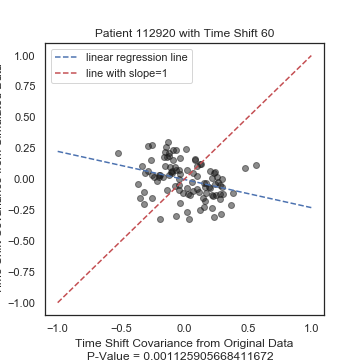 Patient 112920 with Time Shift 60
linear regression line
line with slope=1
1.00
0.75
0.50
0.25
0.00
−0.25
−0.50
−0.75
−1.00
−1.0
−0.5
0.0
0.5
1.0
Time Shift Covariance from Original Data
P-Value = 0.001125905668411672